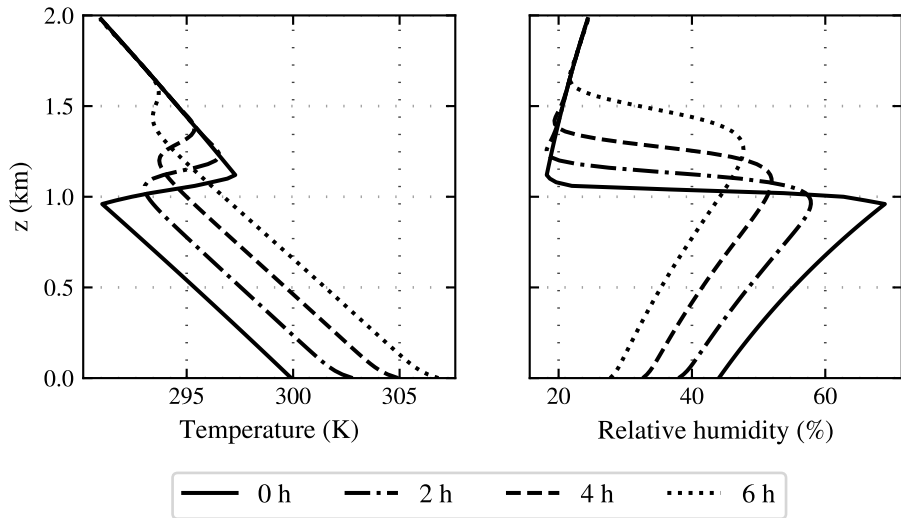 2.0
1.5
1.0
0.5
0.0
z (km)
295 300 305
20 40 60
Temperature (K)
Relative humidity (%)
0 h 2 h 4 h 6 h